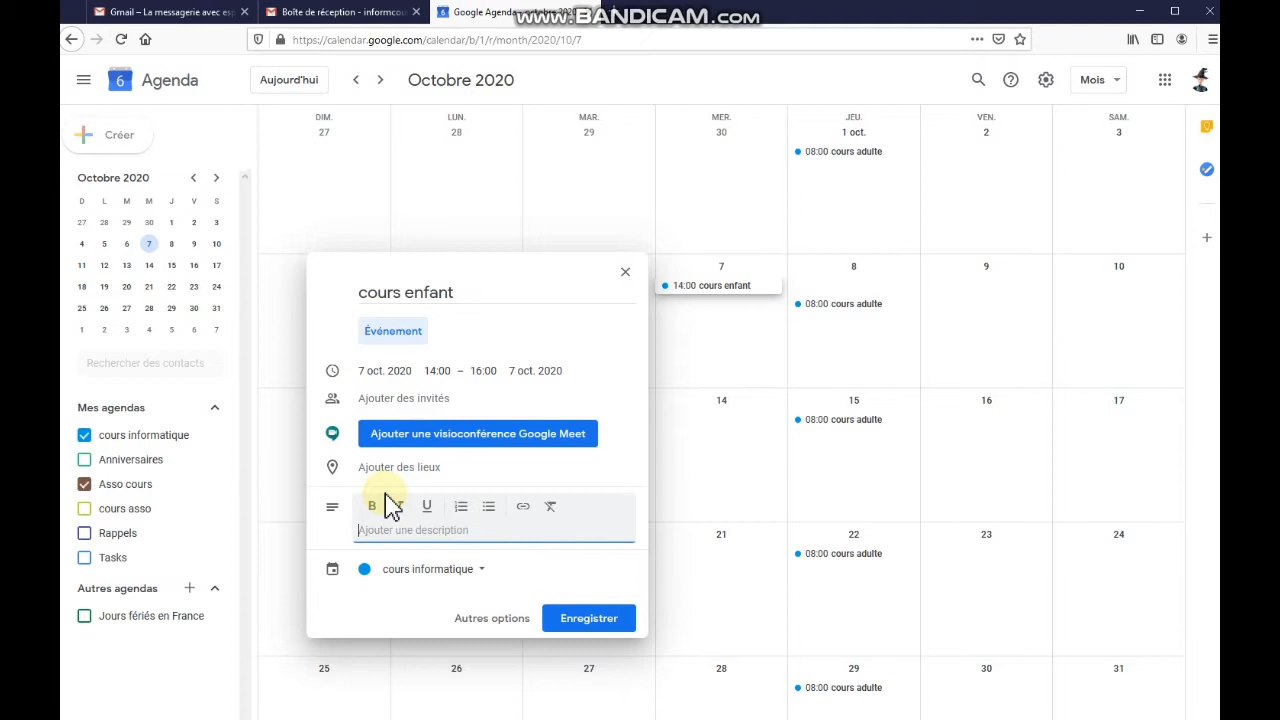 Gmail – La messagerie avec esp
Boîte de réception - informcou
Google Agenda - octobre 2020
www.BANDICAM.com
https://calendar.google.com/calendar/b/1/r/month/2020/10/7
6 Agenda
Aujourd'hui
Octobre 2020
Mois
Créer
Octobre 2020
D L M M J V S
27 28 29 30 1 2 3
4 5 6 7 8 9 10
11 12 13 14 15 16 17
18 19 20 21 22 23 24
25 26 27 28 29 30 31
1 2 3 4 5 6 7
Rechercher des contacts
Mes agendas
cours informatique
Anniversaires
Asso cours
cours asso
Rappels
Tasks
Autres agendas
Jours fériés en France
DIM. LUN. MAR. MER. JEU. VEN. SAM.
27 28 29 30 1 oct. 2 3
08:00 cours adulte
7 8 9 10
14:00 cours enfant
08:00 cours adulte
14 15 16 17
08:00 cours adulte
21 22 23 24
08:00 cours adulte
25 26 27 28 29 30 31
08:00 cours adulte
cours enfant
Événement
7 oct. 2020 14:00 – 16:00 7 oct. 2020
Ajouter des invités
Ajouter une visioconférence Google Meet
Ajouter des lieux
B I U
Ajouter une description
cours informatique
Autres options
Enregistrer